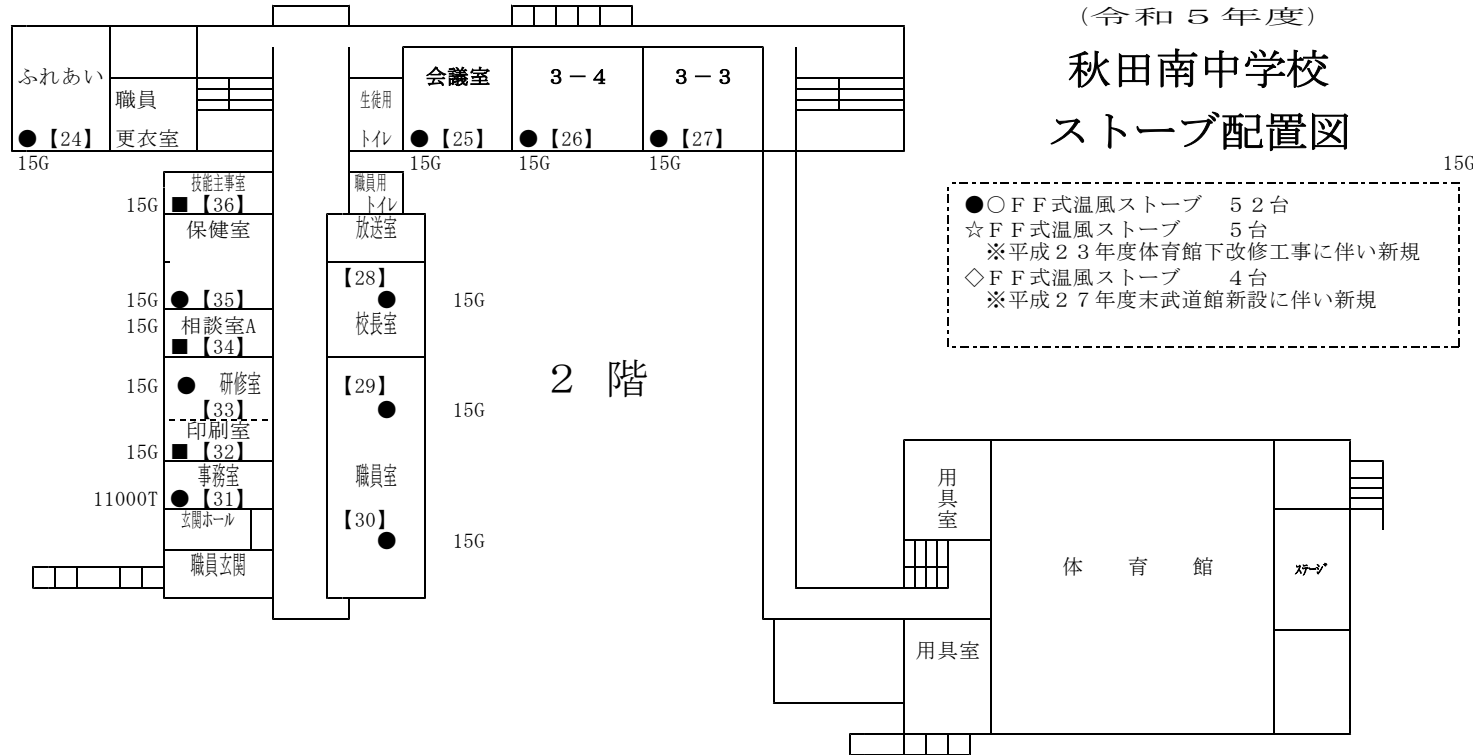 (令和５年度)
秋田南中学校
ストーブ配置図
15G
●○ＦＦ式温風ストーブ　５２台
☆ＦＦ式温風ストーブ　　５台
※平成２３年度体育館下改修工事に伴い新規
◇ＦＦ式温風ストーブ　　４台
※平成２７年度末武道館新設に伴い新規
ふれあい
●【24】
15G
職員
更衣室
生徒用
トイレ
会議室
●【25】
15G
３－４
●【26】
15G
３－３
●【27】
15G
技能主事室
15G ■【36】
保健室
15G ●【35】
15G 相談室A
■【34】
15G ● 研修室
【33】
印刷室
15G ■【32】
事務室
11000T ●【31】
玄関ホール
職員玄関
職員用
トイレ
放送室
【28】
● 15G
校長室
【29】
● 15G
職員室
【30】
● 15G
２ 階
用具室
体 育 館
ステージ
用具室